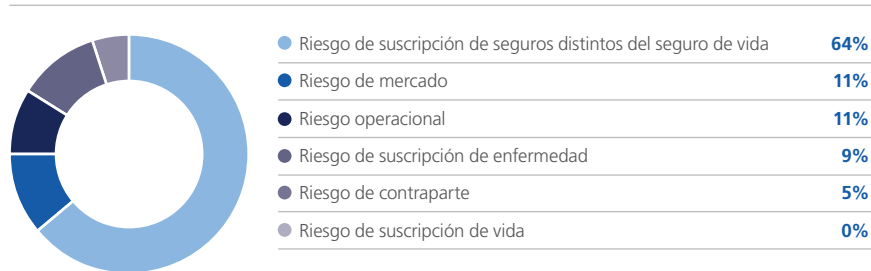 Riesgo de suscripción de seguros distintos del seguro de vida 64%
Riesgo de mercado 11%
Riesgo operacional 11%
Riesgo de suscripción de enfermedad 9%
Riesgo de contraparte 5%
Riesgo de suscripción de vida 0%